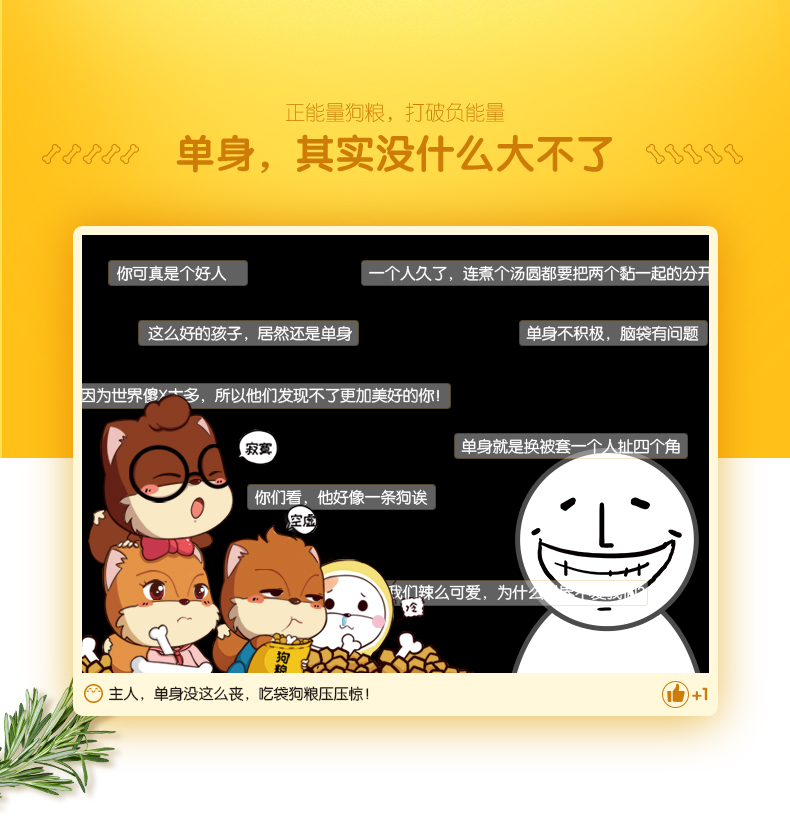 正能量狗粮，打破负能量
单身，其实没什么大不了
你可真是个好人
一个人久了，连煮个汤圆都要把两个黏一起的分开
这么好的孩子，居然还是单身
单身不积极，脑袋有问题
因为世界傻X太多，所以他们发现不了更加美好的你！
寂寞
单身就是换被套一个人扯四个角
你们看，他好像一条狗诶
空虚
我们辣么可爱，为什么
冷
狗粮
主人，单身没这么丧，吃袋狗粮压压惊！
+1